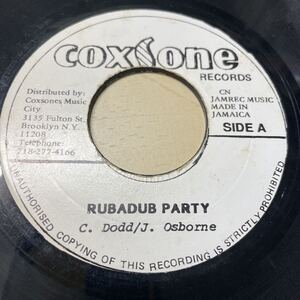 coxsone
RECORDS
Distributed by:
Coxsones Music
City
3135 Fulton St.
Brooklyn N.Y.
11208
Telephone
718-277-4166
CN
JAMREC MUSIC
MADE IN
JAMAICA
SIDE A
RUBADUB PARTY
C. Dodd/J. Osborne
UNAUTHORISED COPYING OF THIS RECORDING IS STRICTLY PROHIBITED